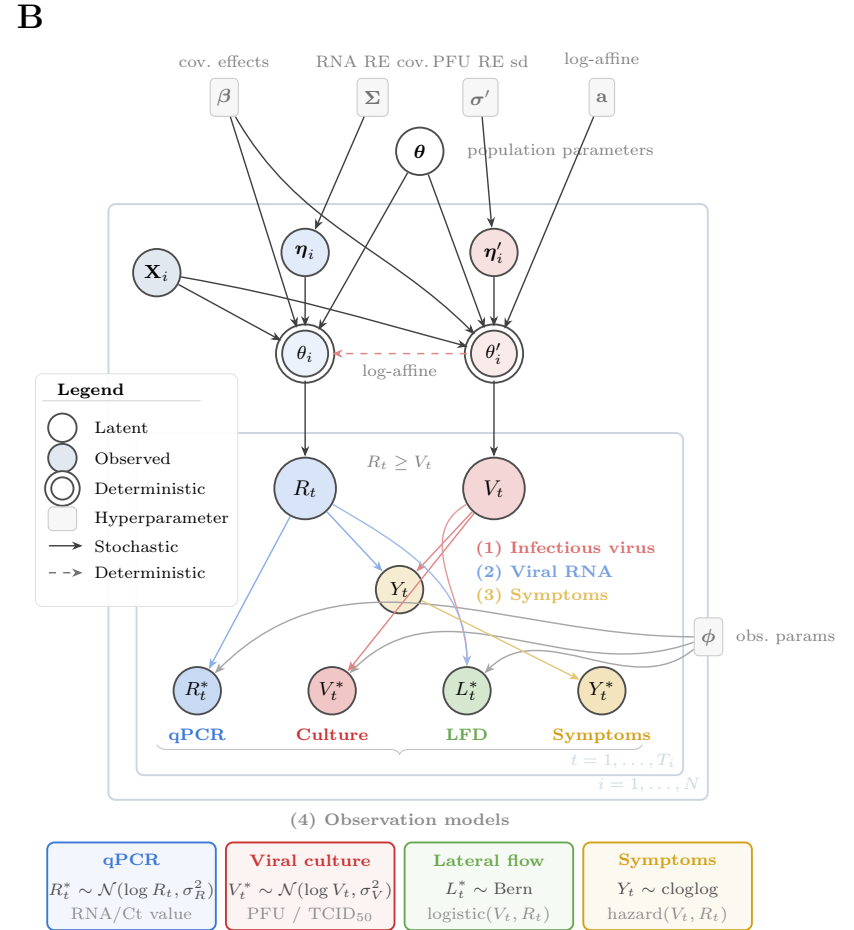 B
cov. effects
RNA RE cov.
PFU RE sd
log-affine
β
Σ
σ′
a
θ
population parameters
X_i
η_i
η′_i
θ_i
θ′_i
log-affine
Legend
Latent
Observed
Deterministic
Hyperparameter
Stochastic
Deterministic
R_t
R_t ≥ V_t
V_t
(1) Infectious virus
(2) Viral RNA
(3) Symptoms
Y_t
ϕ
obs. params
R*_t
V*_t
L*_t
Y*_t
qPCR
Culture
LFD
Symptoms
t = 1, . . . , T_i
i = 1, . . . , N
(4) Observation models
qPCR
R*_t ∼ 𝒩(log R_t, σ²_R)
RNA/Ct value
Viral culture
V*_t ∼ 𝒩(log V_t, σ²_V)
PFU / TCID₅₀
Lateral flow
L*_t ∼ Bern
logistic(V_t, R_t)
Symptoms
Y_t ∼ cloglog
hazard(V_t, R_t)